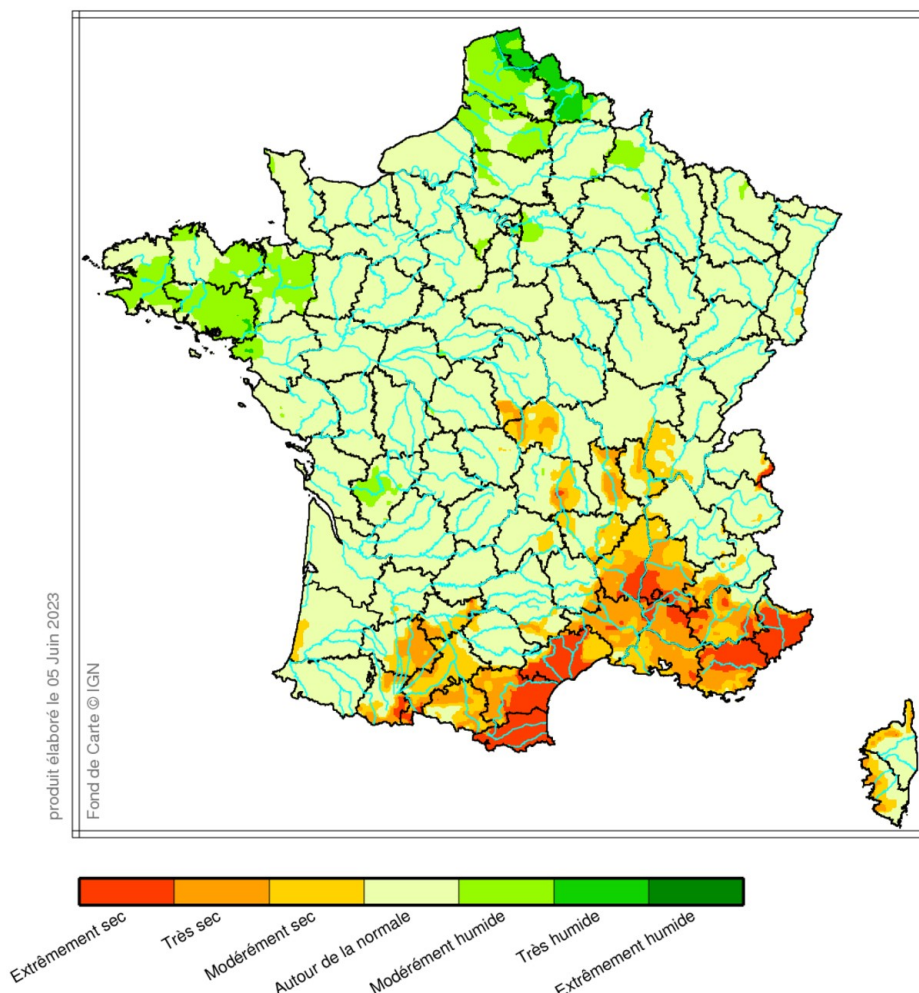 produit élaboré le 05 Juin 2023
Fond de Carte © IGN
Extrêmement sec
Très sec
Modérément sec
Autour de la normale
Modérément humide
Très humide
Extrêmement humide